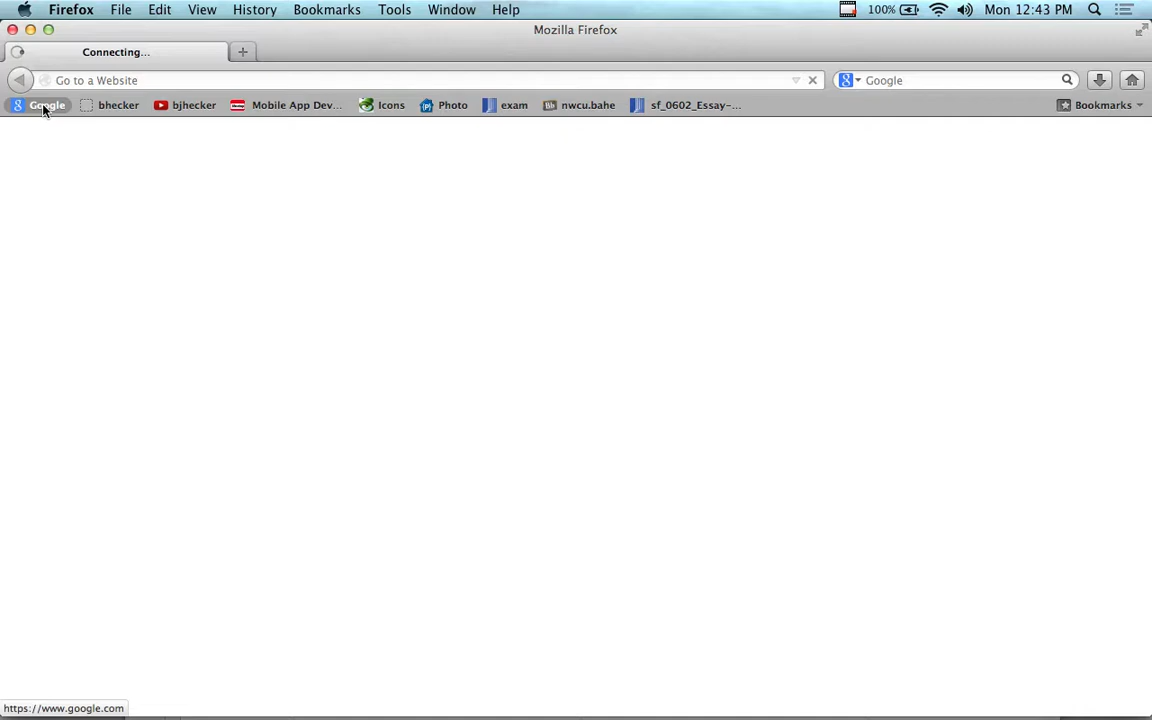 Firefox File Edit View History Bookmarks Tools Window Help 100% Mon 12:43 PM
Mozilla Firefox
Connecting...
Go to a Website Google
Google bhecker bjhecker Mobile App Dev... Icons Photo exam nwcu.bahe sf_0602_Essay-... Bookmarks
https://www.google.com